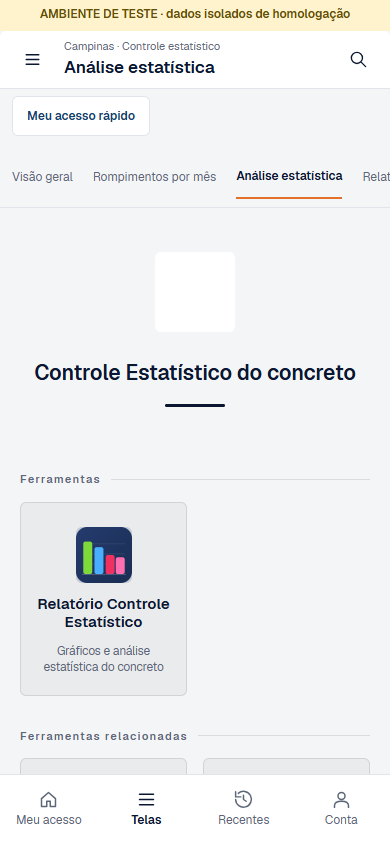 AMBIENTE DE TESTE · dados isolados de homologação
Campinas · Controle estatístico
Análise estatística
Meu acesso rápido
Visão geral
Rompimentos por mês
Análise estatística
Relat
Controle Estatístico do concreto
Ferramentas
Relatório Controle
Estatístico
Gráficos e análise
estatística do concreto
Ferramentas relacionadas
Meu acesso
Telas
Recentes
Conta